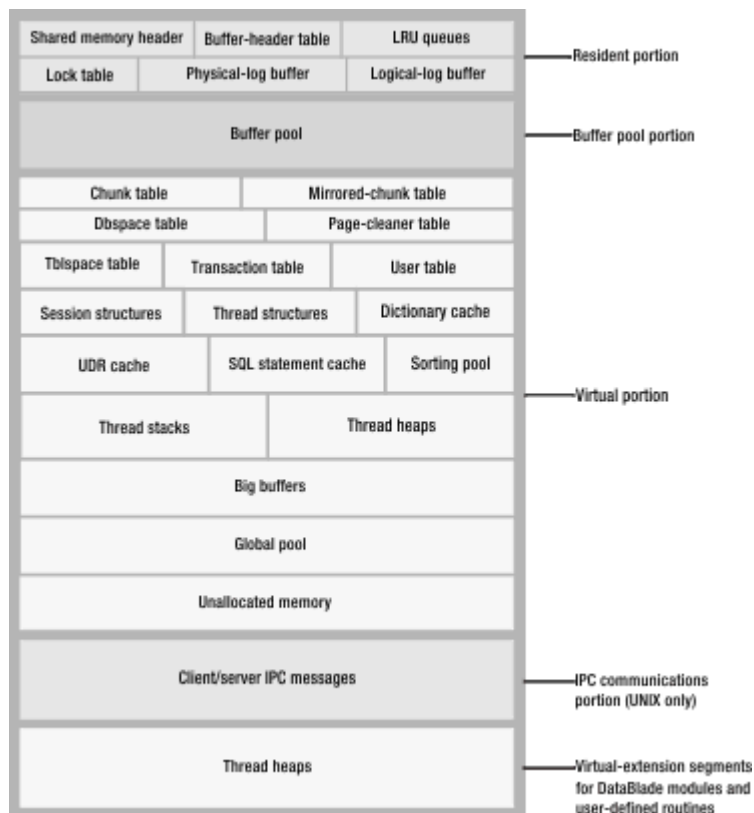 Shared memory header
Buffer-header table
LRU queues
Resident portion
Lock table
Physical-log buffer
Logical-log buffer
Buffer pool
Buffer pool portion
Chunk table
Mirrored-chunk table
Dbspace table
Page-cleaner table
Tblspace table
Transaction table
User table
Session structures
Thread structures
Dictionary cache
UDR cache
SQL statement cache
Sorting pool
Virtual portion
Thread stacks
Thread heaps
Big buffers
Global pool
Unallocated memory
Client/server IPC messages
IPC communications
portion (UNIX only)
Thread heaps
Virtual-extension segments
for DataBlade modules and
user-defined routines